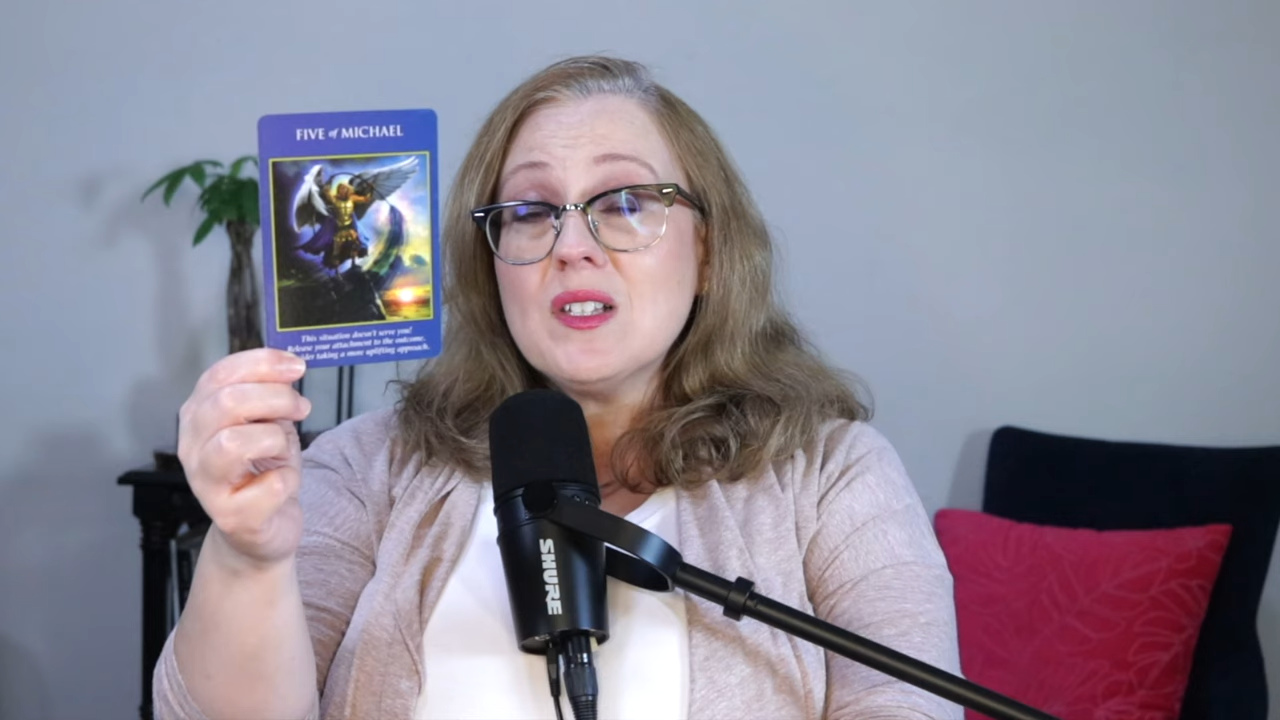 FIVE of MICHAEL
This situation doesn't serve you!
Release your attachment to the outcome.
taking a more uplifting approach.
SHURE